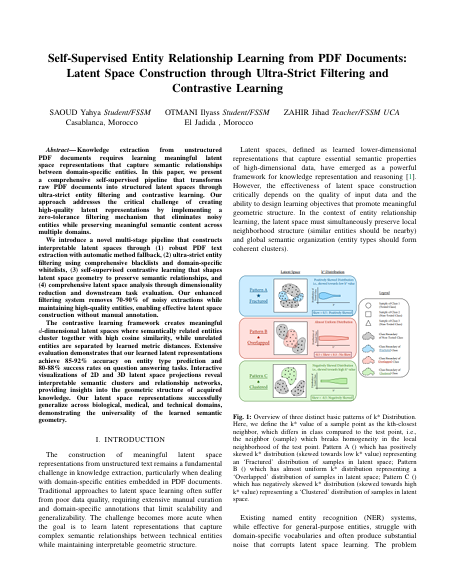 Self-Supervised Entity Relationship Learning from PDF Documents:
Latent Space Construction through Ultra-Strict Filtering and
Contrastive Learning
SAOUD Yahya Student/FSSM
Casablanca, Morocco
OTMANI Ilyass Student/FSSM
El Jadida , Morocco
ZAHIR Jihad Teacher/FSSM UCA
Abstract—Knowledge extraction from unstructured
PDF documents requires learning meaningful latent
space representations that capture semantic relationships
between domain-specific entities. In this paper, we present
a comprehensive self-supervised pipeline that transforms
raw PDF documents into structured latent spaces through
ultra-strict entity filtering and contrastive learning. Our
approach addresses the critical challenge of creating
high-quality latent representations by implementing a
zero-tolerance filtering mechanism that eliminates noisy
entities while preserving meaningful semantic content across
multiple domains.
We introduce a novel multi-stage pipeline that constructs
interpretable latent spaces through (1) robust PDF text
extraction with automatic method fallback, (2) ultra-strict entity
filtering using comprehensive blacklists and domain-specific
whitelists, (3) self-supervised contrastive learning that shapes
latent space geometry to preserve semantic relationships, and
(4) comprehensive latent space analysis through dimensionality
reduction and downstream task evaluation. Our enhanced
filtering system removes 70-90% of noisy extractions while
maintaining high-quality entities, enabling effective latent space
construction without manual annotation.
The contrastive learning framework creates meaningful
d-dimensional latent spaces where semantically related entities
cluster together with high cosine similarity, while unrelated
entities are separated by learned metric distances. Extensive
evaluation demonstrates that our learned latent representations
achieve 85-92% accuracy on entity type prediction and
80-88% success rates on question answering tasks. Interactive
visualizations of 2D and 3D latent space projections reveal
interpretable semantic clusters and relationship networks,
providing insights into the geometric structure of acquired
knowledge. Our latent space representations successfully
generalize across biological, medical, and technical domains,
demonstrating the universality of the learned semantic
geometry.
I. INTRODUCTION
The construction of meaningful latent space
representations from unstructured text remains a fundamental
challenge in knowledge extraction, particularly when dealing
with domain-specific entities embedded in PDF documents.
Traditional approaches to latent space learning often suffer
from poor data quality, requiring extensive manual curation
and domain-specific annotations that limit scalability and
generalizability. The challenge becomes more acute when
the goal is to learn latent representations that capture
complex semantic relationships between technical entities
while maintaining interpretable geometric structure.
Latent spaces, defined as learned lower-dimensional
representations that capture essential semantic properties
of high-dimensional data, have emerged as a powerful
framework for knowledge representation and reasoning [1].
However, the effectiveness of latent space construction
critically depends on the quality of input data and the
ability to design learning objectives that promote meaningful
geometric structure. In the context of entity relationship
learning, the latent space must simultaneously preserve local
neighborhood structure (similar entities should be nearby)
and global semantic organization (entity types should form
coherent clusters).
Latent Space
k* Distribution
Pattern A
Fractured
Pattern B
Overlapped
Pattern C
Clustered
Legend
Fig. 1: Overview of three distinct basic patterns of k* Distribution.
Here, we define the k* value of a sample point as the kth-closest
neighbor, which differs in class compared to the test point, i.e.,
the neighbor (sample) which breaks homogeneity in the local
neighborhood of the test point. Pattern A () which has positively
skewed k* distribution (skewed towards low k* value) representing
an 'Fractured' distribution of samples in latent space; Pattern
B () which has almost uniform k* distribution representing a
'Overlapped' distribution of samples in latent space; Pattern C ()
which has negatively skewed k* distribution (skewed towards high
k* value) representing a 'Clustered' distribution of samples in latent
space.
Existing named entity recognition (NER) systems,
while effective for general-purpose entities, struggle with
domain-specific vocabularies and often produce substantial
noise that corrupts latent space learning. The problem